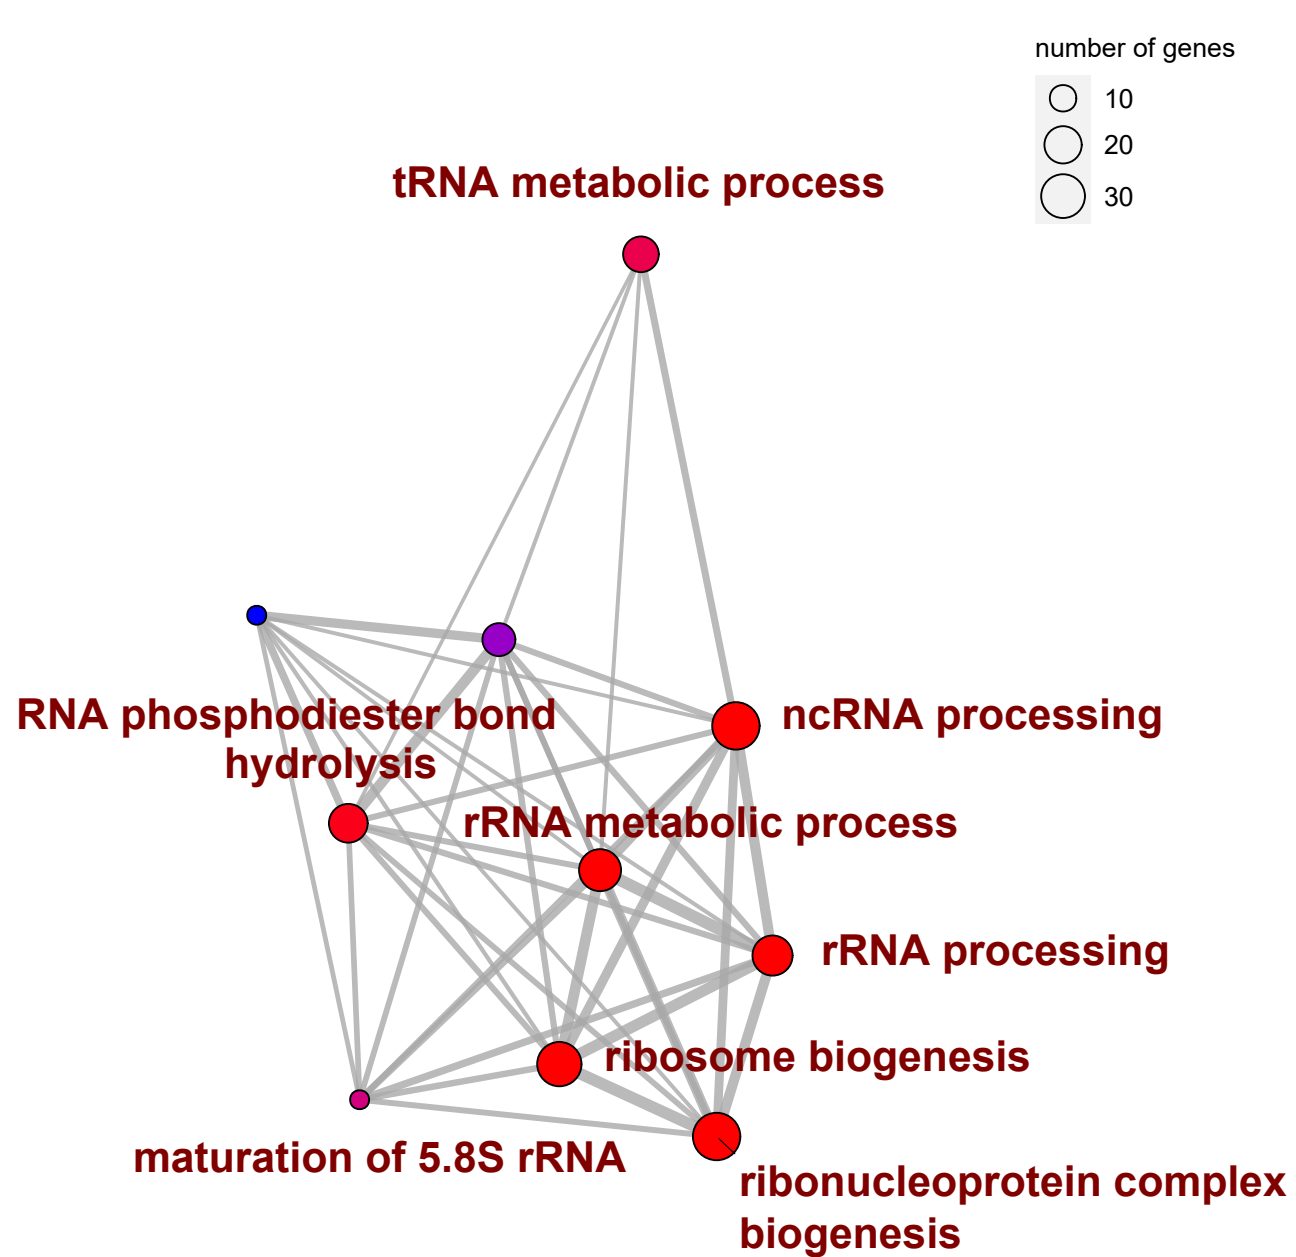 number of genes
10
20
30
tRNA metabolic process
RNA phosphodiester bond
hydrolysis
ncRNA processing
rRNA metabolic process
rRNA processing
ribosome biogenesis
maturation of 5.8S rRNA
ribonucleoprotein complex
biogenesis